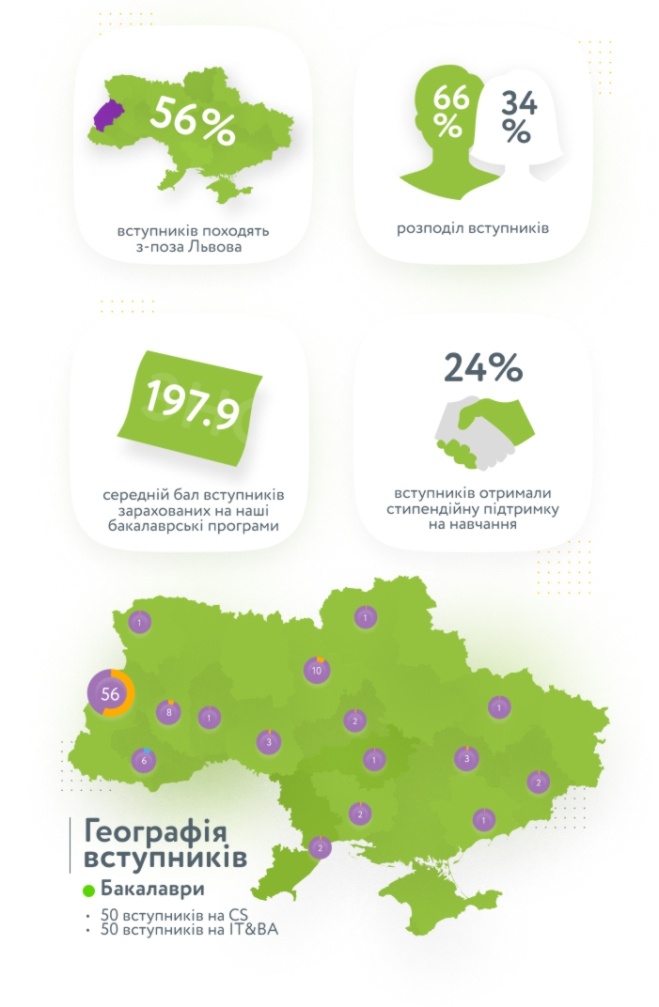 56%
вступників походять
з-поза Львова
66
%
34
%
розподіл вступників
197.9
середній бал вступників
зарахованих на наші
бакалаврські програми
24%
вступників отримали
стипендійну підтримку
на навчання
1
1
10
56
8
1
2
1
3
6
1
3
2
2
1
2
Географія
вступників
Бакалаври
• 50 вступників на CS
• 50 вступників на IT&BA